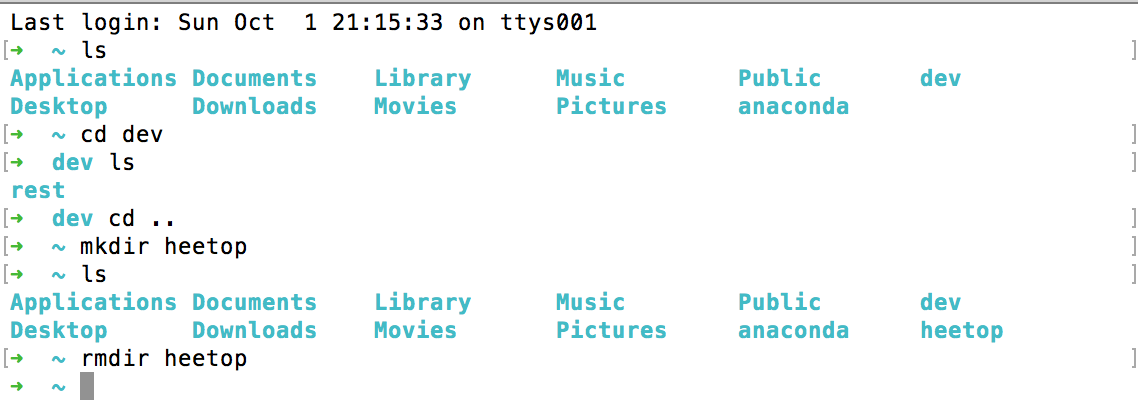 Last login: Sun Oct  1 21:15:33 on ttys001
[➜  ~ ls ]
Applications Documents    Library      Music        Public       dev
Desktop      Downloads    Movies       Pictures     anaconda
[➜  ~ cd dev ]
[➜  dev ls ]
rest
[➜  dev cd .. ]
[➜  ~ mkdir heetop ]
[➜  ~ ls ]
Applications Documents    Library      Music        Public       dev
Desktop      Downloads    Movies       Pictures     anaconda     heetop
[➜  ~ rmdir heetop ]
➜  ~